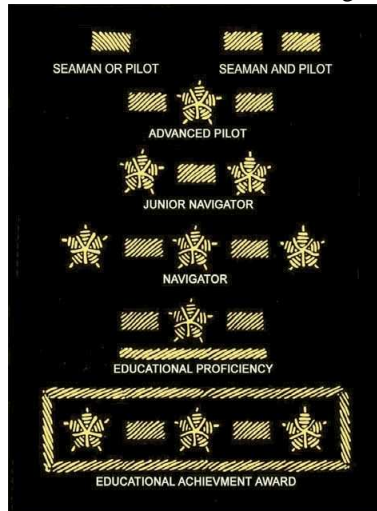 SEAMAN OR PILOT
SEAMAN AND PILOT
ADVANCED PILOT
JUNIOR NAVIGATOR
NAVIGATOR
EDUCATIONAL PROFICIENCY
EDUCATIONAL ACHIEVMENT AWARD